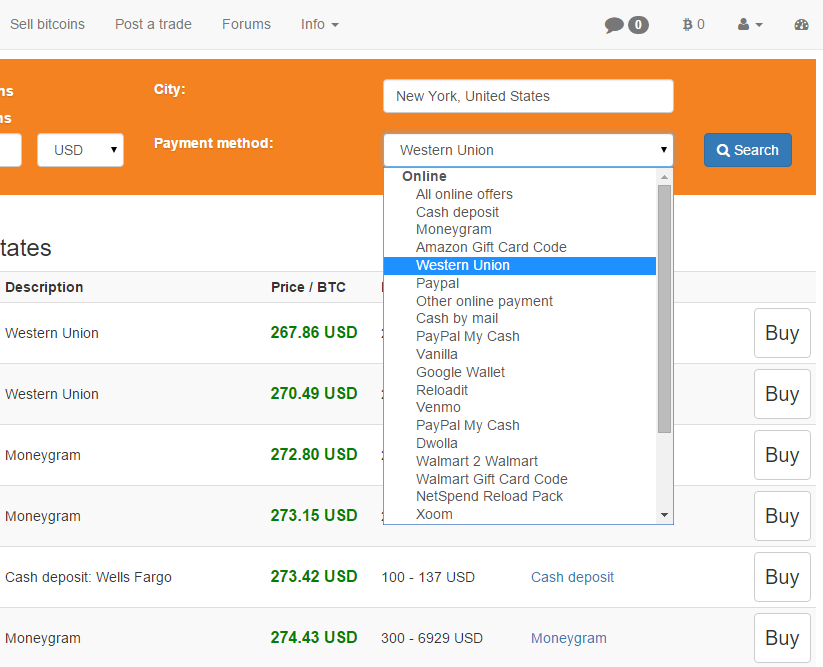 Sell bitcoins Post a trade Forums Info 0 0
ns City: New York, United States
ns
USD Payment method: Western Union Search
Online
All online offers
Cash deposit
Moneygram
Amazon Gift Card Code
Western Union
Paypal
Other online payment
Cash by mail
PayPal My Cash
Vanilla
Google Wallet
Reloadit
Venmo
PayPal My Cash
Dwolla
Walmart 2 Walmart
Walmart Gift Card Code
NetSpend Reload Pack
Xoom
tates
Description Price / BTC
Western Union 267.86 USD Buy
Western Union 270.49 USD Buy
Moneygram 272.80 USD Buy
Moneygram 273.15 USD Buy
Cash deposit: Wells Fargo 273.42 USD 100 - 137 USD Cash deposit Buy
Moneygram 274.43 USD 300 - 6929 USD Moneygram Buy